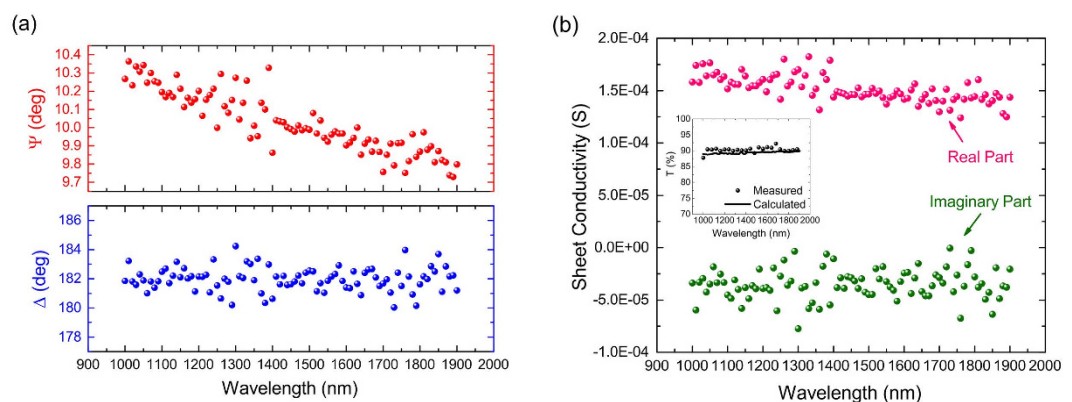 (a)
10.4
10.3
10.2
10.1
10.0
9.9
9.8
9.7
Ψ (deg)
186
184
182
180
178
Δ (deg)
900 1000 1100 1200 1300 1400 1500 1600 1700 1800 1900 2000
Wavelength (nm)
(b)
2.0E-04
1.5E-04
1.0E-04
5.0E-05
0.0E+00
-5.0E-05
-1.0E-04
Sheet Conductivity (S)
Real Part
Imaginary Part
100
95
90
85
80
75
70
T (%)
Measured
Calculated
1000 1200 1400 1600 1800 2000
Wavelength (nm)
900 1000 1100 1200 1300 1400 1500 1600 1700 1800 1900 2000
Wavelength (nm)